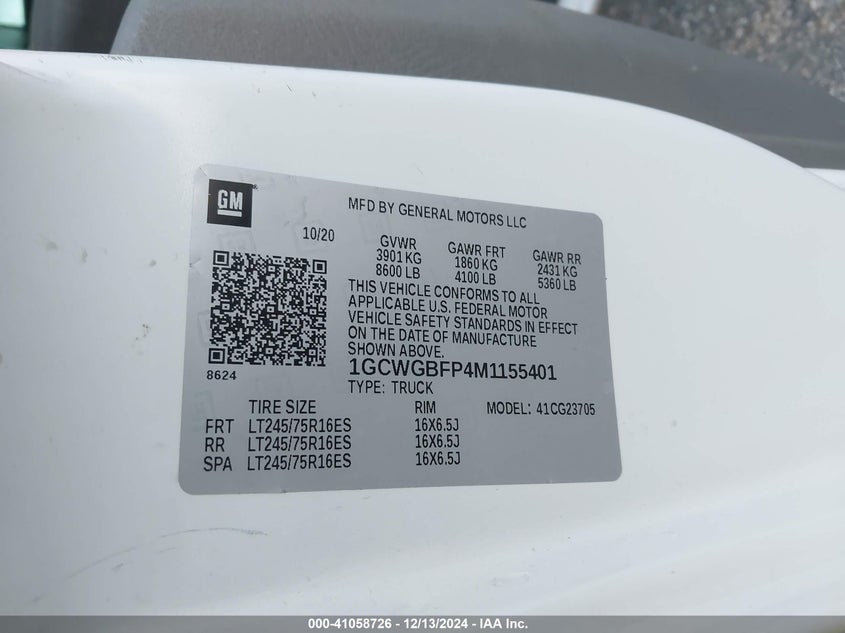 GM
MFD BY GENERAL MOTORS LLC
10/20
GVWR GAWR FRT GAWR RR
3901 KG 1860 KG 2431 KG
8600 LB 4100 LB 5360 LB
THIS VEHICLE CONFORMS TO ALL
APPLICABLE U.S. FEDERAL MOTOR
VEHICLE SAFETY STANDARDS IN EFFECT
ON THE DATE OF MANUFACTURE
SHOWN ABOVE.
8624
1GCWGBFP4M1155401
TYPE: TRUCK
TIRE SIZE RIM MODEL: 41CG23705
FRT LT245/75R16ES 16X6.5J
RR LT245/75R16ES 16X6.5J
SPA LT245/75R16ES 16X6.5J
000-41058726 - 12/13/2024 - IAA Inc.